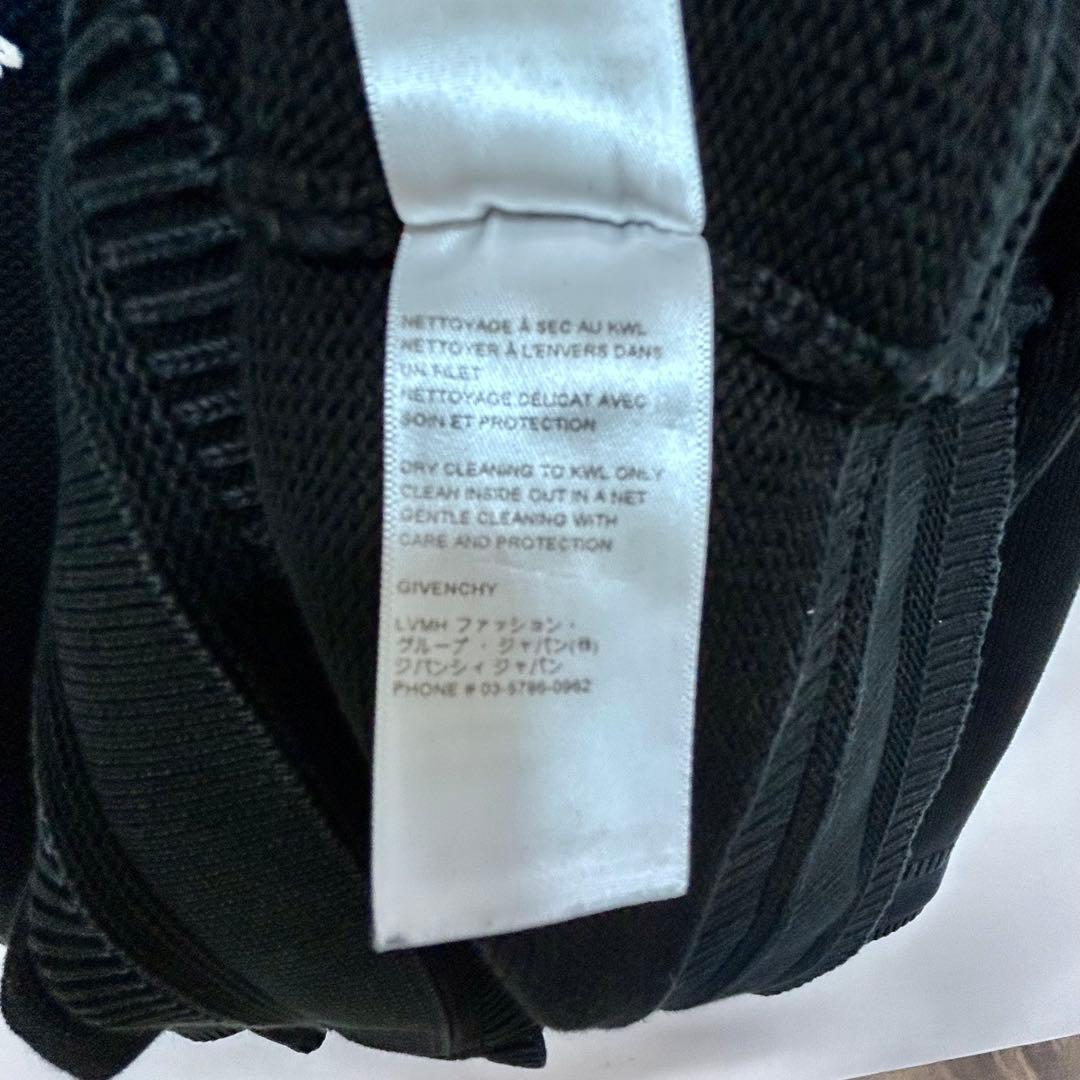 NETTOYAGE À SEC AU KWL
NETTOYER À L'ENVERS DANS
UN FILET
NETTOYAGE DÉLICAT AVEC
SOIN ET PROTECTION
DRY CLEANING TO KWL ONLY
CLEAN INSIDE OUT IN A NET
GENTLE CLEANING WITH
CARE AND PROTECTION
GIVENCHY
LVMH ファッション・
グループ・ジャパン(株)
ジバンシィ ジャパン
PHONE # 03-5786-0962